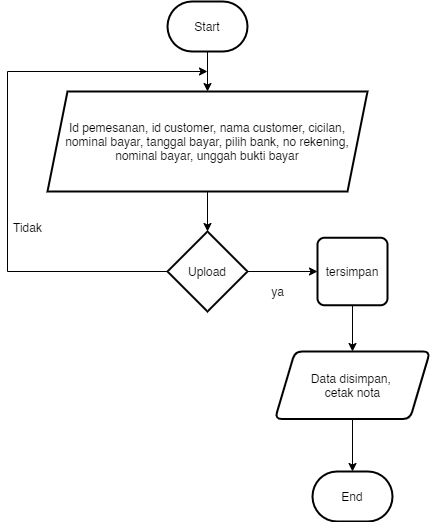 Start
Id pemesanan, id customer, nama customer, cicilan,
nominal bayar, tanggal bayar, pilih bank, no rekening,
nominal bayar, unggah bukti bayar
Tidak
Upload
tersimpan
ya
Data disimpan,
cetak nota
End